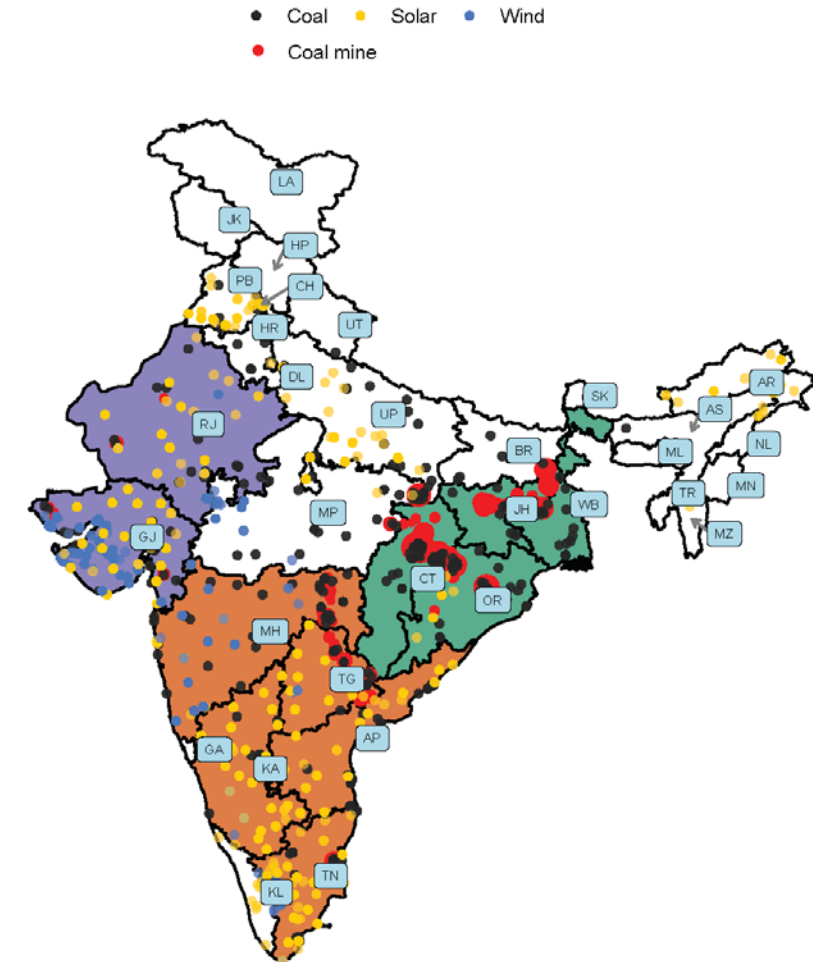 Coal Solar Wind
Coal mine
LA
JK
HP
PB
CH
HR
UT
DL
AR
SK
AS
RJ
UP
BR
ML
NL
MP
JH
WB
TR
MN
GJ
MZ
CT
OR
MH
TG
GA
AP
KA
TN
KL